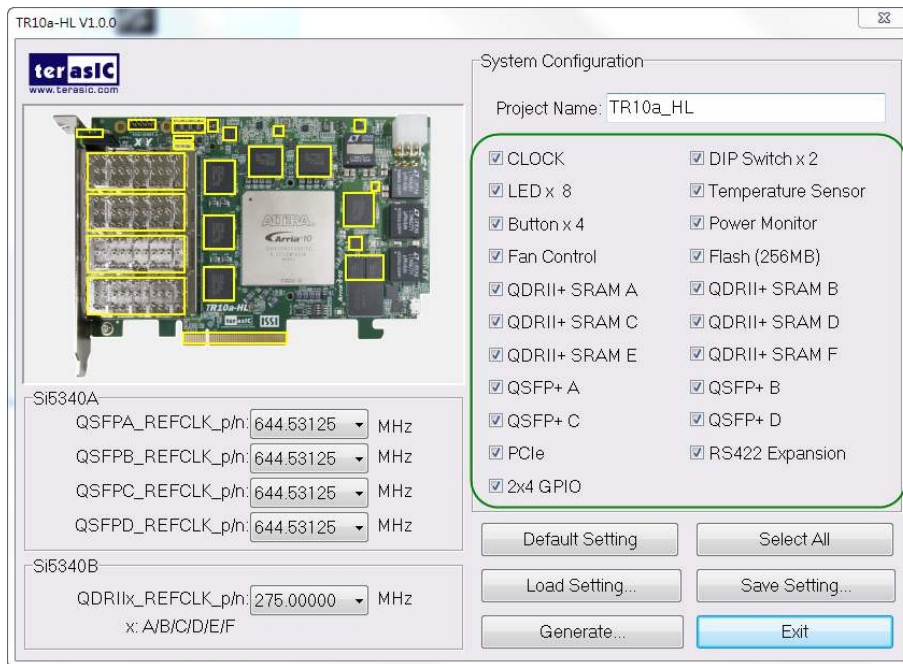 TR10a-HL V1.0.0
terasIC
www.terasic.com
XY
ALTERA
Arria 10
TR10a-HL
terasIC ISSI
System Configuration
Project Name: TR10a_HL
CLOCK
DIP Switch x 2
LED x 8
Temperature Sensor
Button x 4
Power Monitor
Fan Control
Flash (256MB)
QDRII+ SRAM A
QDRII+ SRAM B
QDRII+ SRAM C
QDRII+ SRAM D
QDRII+ SRAM E
QDRII+ SRAM F
QSFP+ A
QSFP+ B
QSFP+ C
QSFP+ D
PCIe
RS422 Expansion
2x4 GPIO
Si5340A
QSFPA_REFCLK_p/n: 644.53125 MHz
QSFPB_REFCLK_p/n: 644.53125 MHz
QSFPC_REFCLK_p/n: 644.53125 MHz
QSFPD_REFCLK_p/n: 644.53125 MHz
Si5340B
QDRIIx_REFCLK_p/n: 275.00000 MHz
x: A/B/C/D/E/F
Default Setting
Select All
Load Setting...
Save Setting...
Generate...
Exit